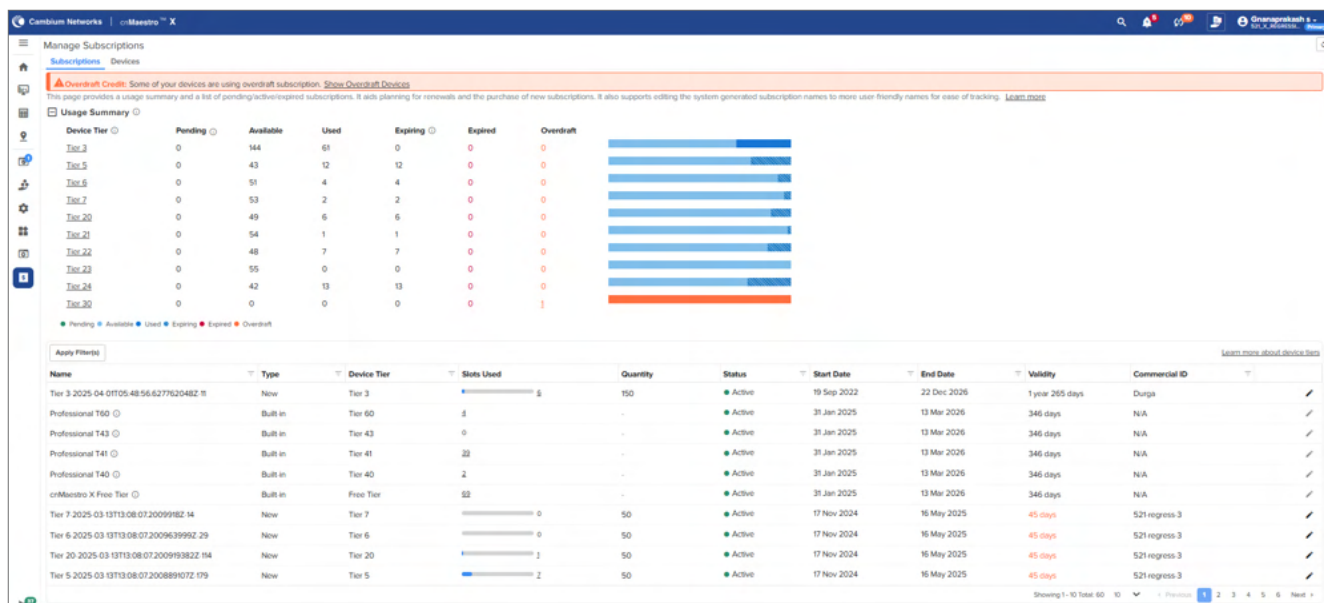 Cambium Networks | cnMaestro™ X
5
10
Gnanaprakash s
Manage Subscriptions
Subscriptions Devices
Overdraft Credit: Some of your devices are using overdraft subscription. Show Overdraft Devices
This page provides a usage summary and a list of pending/active/expired subscriptions. It aids planning for renewals and the purchase of new subscriptions. It also supports editing the system generated subscription names to more user-friendly names for ease of tracking. Learn more
Usage Summary
Device Tier Pending Available Used Expiring Expired Overdraft
Tier 3 0 144 61 0 0 0
Tier 5 0 43 12 12 0 0
Tier 6 0 51 4 4 0 0
Tier 7 0 53 2 2 0 0
Tier 20 0 49 6 6 0 0
Tier 21 0 54 1 1 0 0
Tier 22 0 48 7 7 0 0
Tier 23 0 55 0 0 0 0
Tier 24 0 42 13 13 0 0
Tier 30 0 0 0 0 0 1
Pending Available Used Expiring Expired Overdraft
Apply Filter(s) Learn more about device tiers
Name Type Device Tier Slots Used Quantity Status Start Date End Date Validity Commercial ID
Tier 3-2025-04-01T05:48:56.627762048Z-11 New Tier 3 6 150 Active 19 Sep 2022 22 Dec 2026 1 year 265 days Durga
Professional T60 Built in Tier 60 4 - Active 31 Jan 2025 13 Mar 2026 346 days N/A
Professional T43 Built in Tier 43 0 - Active 31 Jan 2025 13 Mar 2026 346 days N/A
Professional T41 Built in Tier 41 - Active 31 Jan 2025 13 Mar 2026 346 days N/A
Professional T40 Built in Tier 40 2 - Active 31 Jan 2025 13 Mar 2026 346 days N/A
cnMaestro X Free Tier Built in Free Tier - Active 31 Jan 2025 13 Mar 2026 346 days N/A
Tier 7-2025-03-13T13:08:07.2009918Z-14 New Tier 7 0 50 Active 17 Nov 2024 16 May 2025 45 days 521-regress-3
Tier 6-2025-03-13T13:08:07.200963999Z-29 New Tier 6 0 50 Active 17 Nov 2024 16 May 2025 45 days 521-regress-3
Tier 20-2025-03-13T13:08:07.200919382Z-114 New Tier 20 1 50 Active 17 Nov 2024 16 May 2025 45 days 521-regress-3
Tier 5-2025-03-13T13:08:07.200889107Z-179 New Tier 5 7 50 Active 17 Nov 2024 16 May 2025 45 days 521-regress-3
Showing 1 - 10 Total: 60 10 < Previous 1 2 3 4 5 6 Next >